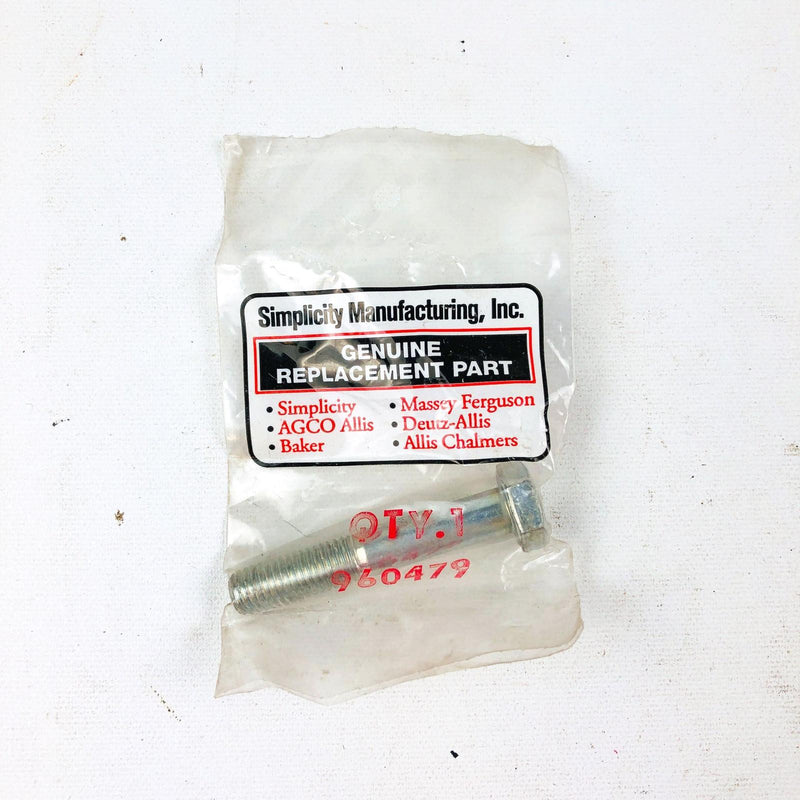 Simplicity Manufacturing, Inc.
GENUINE
REPLACEMENT PART
• Simplicity • Massey Ferguson
• AGCO Allis • Deutz-Allis
• Baker • Allis Chalmers
QTY.1
960479